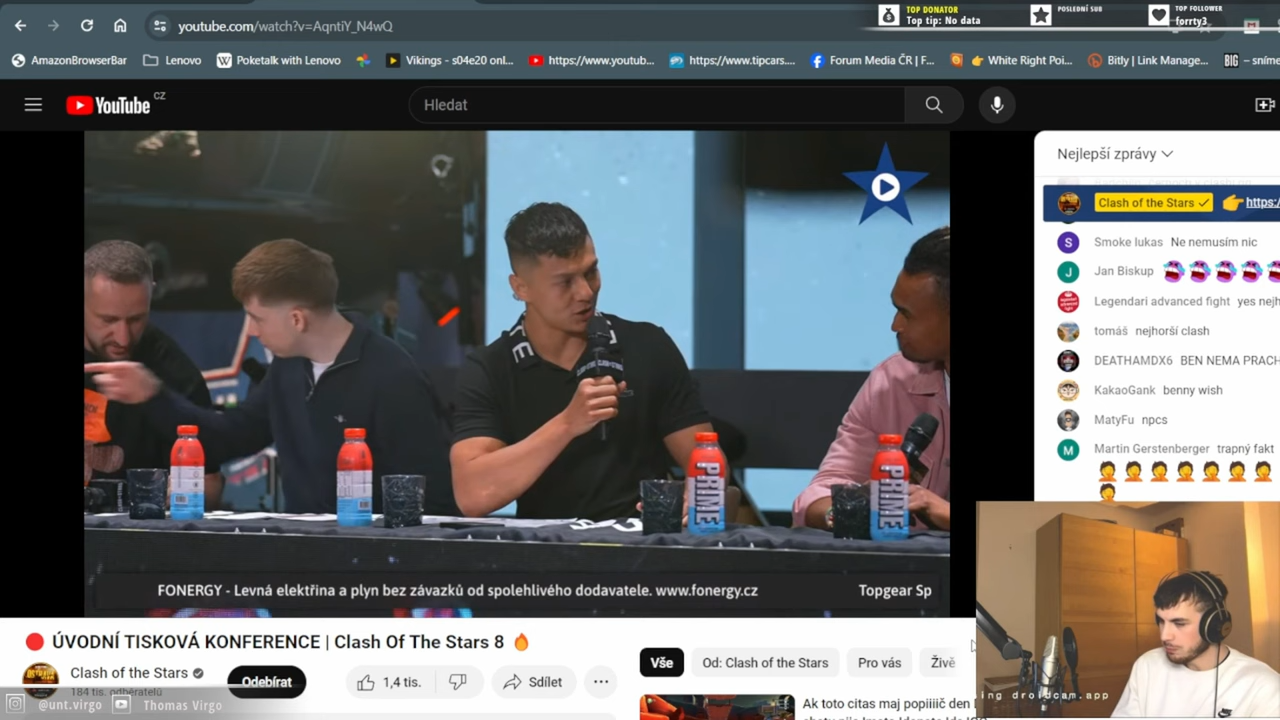 TOP DONATOR
Top tip: No data
POSLEDNÍ SUB
TOP FOLLOWER
forrty3
youtube.com/watch?v=AqntiY_N4wQ
AmazonBrowserBar
Lenovo
Poketalk with Lenovo
Vikings - s04e20 onl...
https://www.youtub...
https://www.tipcars....
Forum Media ČR | F...
White Right Poi...
Bitly | Link Manage...
BIG
– sníme
YouTube CZ
Hledat
Nejlepší zprávy
Clash of the Stars
https:/
Smoke lukas Ne nemusím nic
Jan Biskup
Legendari advanced fight yes nejh
tomáš nejhorší clash
DEATHAMDX6 BEN NEMA PRACH
KakaoGank benny wish
MatyFu npcs
Martin Gerstenberger trapný fakt
PRIME
PRIME
FONERGY - Levná elektřina a plyn bez závazků od spolehlivého dodavatele. www.fonergy.cz
Topgear Sp
ÚVODNÍ TISKOVÁ KONFERENCE | Clash Of The Stars 8
Clash of the Stars
184 tis. odběratelů
Odebírat
1,4 tis.
Sdílet
...
Vše
Od: Clash of the Stars
Pro vás
Živě
Ak toto citas maj popiiiič den
@unt.virgo
Thomas Virgo
droidcam.app